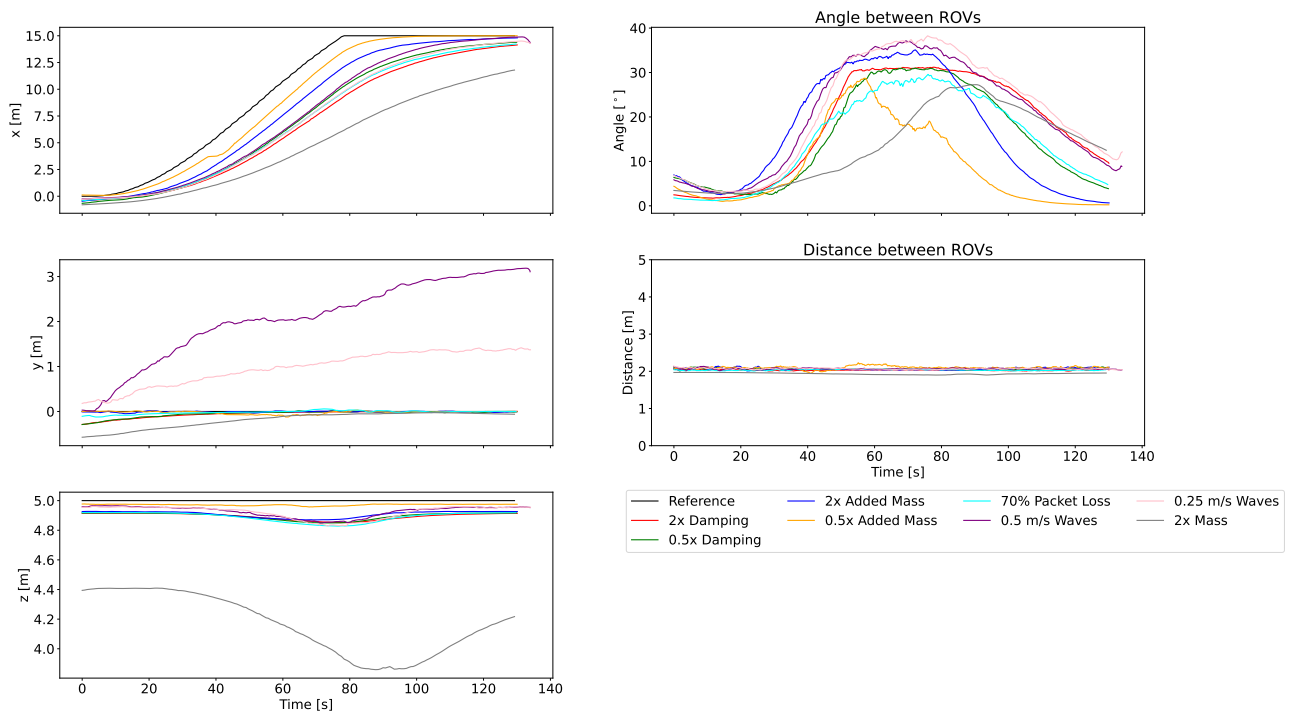 x [m]
15.0
12.5
10.0
7.5
5.0
2.5
0.0
Angle between ROVs
Angle [°]
40
30
20
10
0
y [m]
3
2
1
0
Distance between ROVs
Distance [m]
5
4
3
2
1
0
0 20 40 60 80 100 120 140
Time [s]
z [m]
5.0
4.8
4.6
4.4
4.2
4.0
0 20 40 60 80 100 120 140
Time [s]
Reference
2x Damping
0.5x Damping
2x Added Mass
0.5x Added Mass
70% Packet Loss
0.5 m/s Waves
0.25 m/s Waves
2x Mass